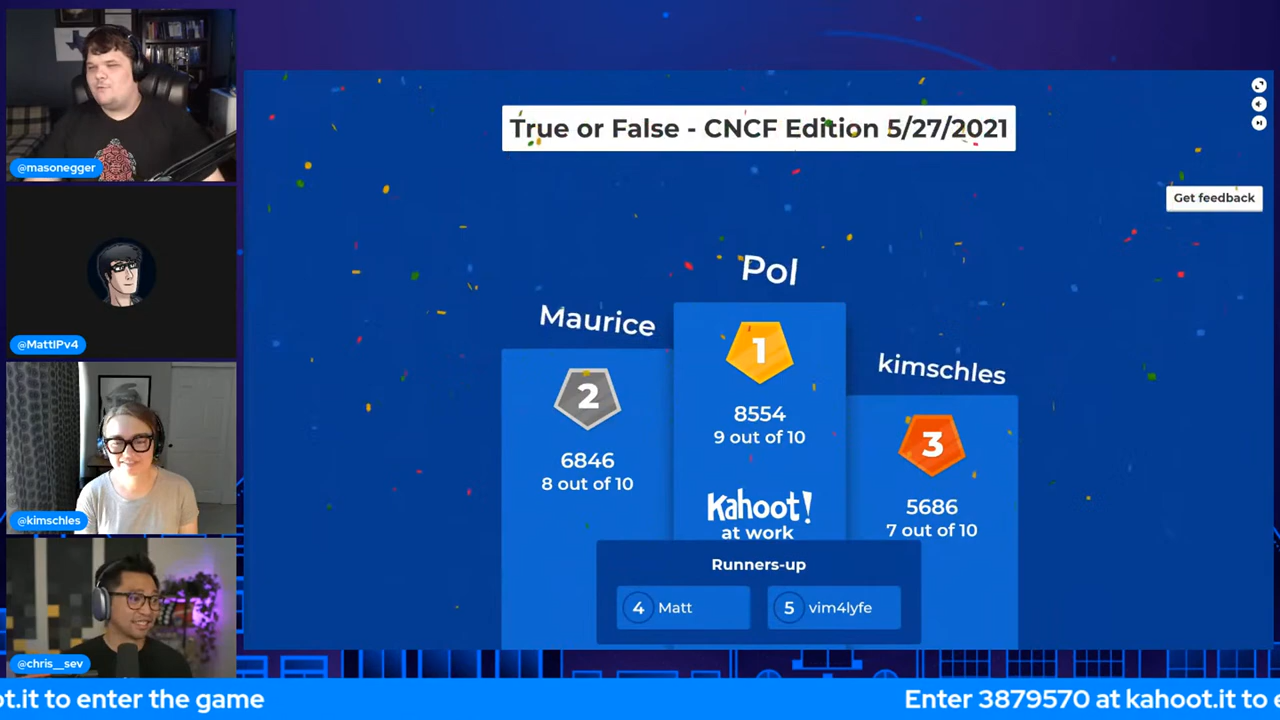 @masonegger
@MattIPv4
@kimschles
@chris__sev
True or False - CNCF Edition 5/27/2021
Get feedback
Pol
1
8554
9 out of 10
Kahoot!
at work
Maurice
2
6846
8 out of 10
kimschles
3
5686
7 out of 10
Runners-up
4 Matt
5 vim4lyfe
ot.it to enter the game
Enter 3879570 at kahoot.it to e